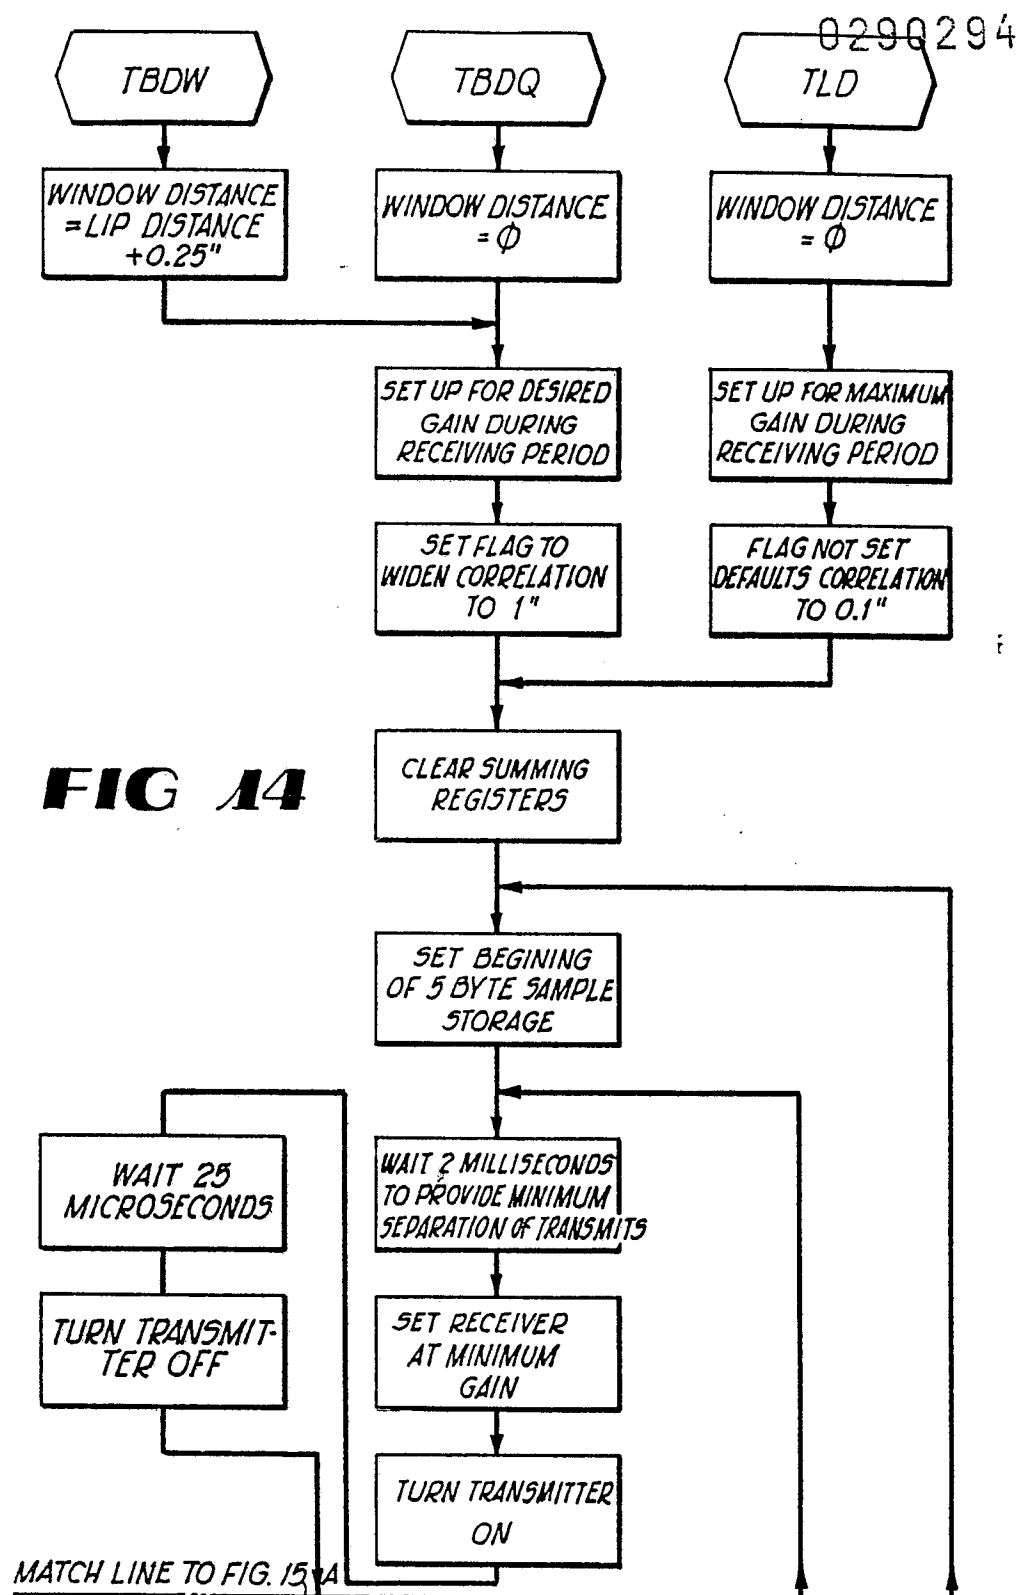 0290294
TBDW
TBDQ
TLD
WINDOW DISTANCE
=LIP DISTANCE
+0.25"
WINDOW DISTANCE
=ϕ
WINDOW DISTANCE
=ϕ
SET UP FOR DESIRED
GAIN DURING
RECEIVING PERIOD
SET UP FOR MAXIMUM
GAIN DURING
RECEIVING PERIOD
SET FLAG TO
WIDEN CORRELATION
TO 1"
FLAG NOT SET
DEFAULTS CORRELATION
TO 0.1"
FIG 14
CLEAR SUMMING
REGISTERS
SET BEGINING
OF 5 BYTE SAMPLE
STORAGE
WAIT 25
MICROSECONDS
WAIT 2 MILLISECONDS
TO PROVIDE MINIMUM
SEPARATION OF TRANSMITS
TURN TRANSMIT-
TER OFF
SET RECEIVER
AT MINIMUM
GAIN
TURN TRANSMITTER
ON
MATCH LINE TO FIG. 15A